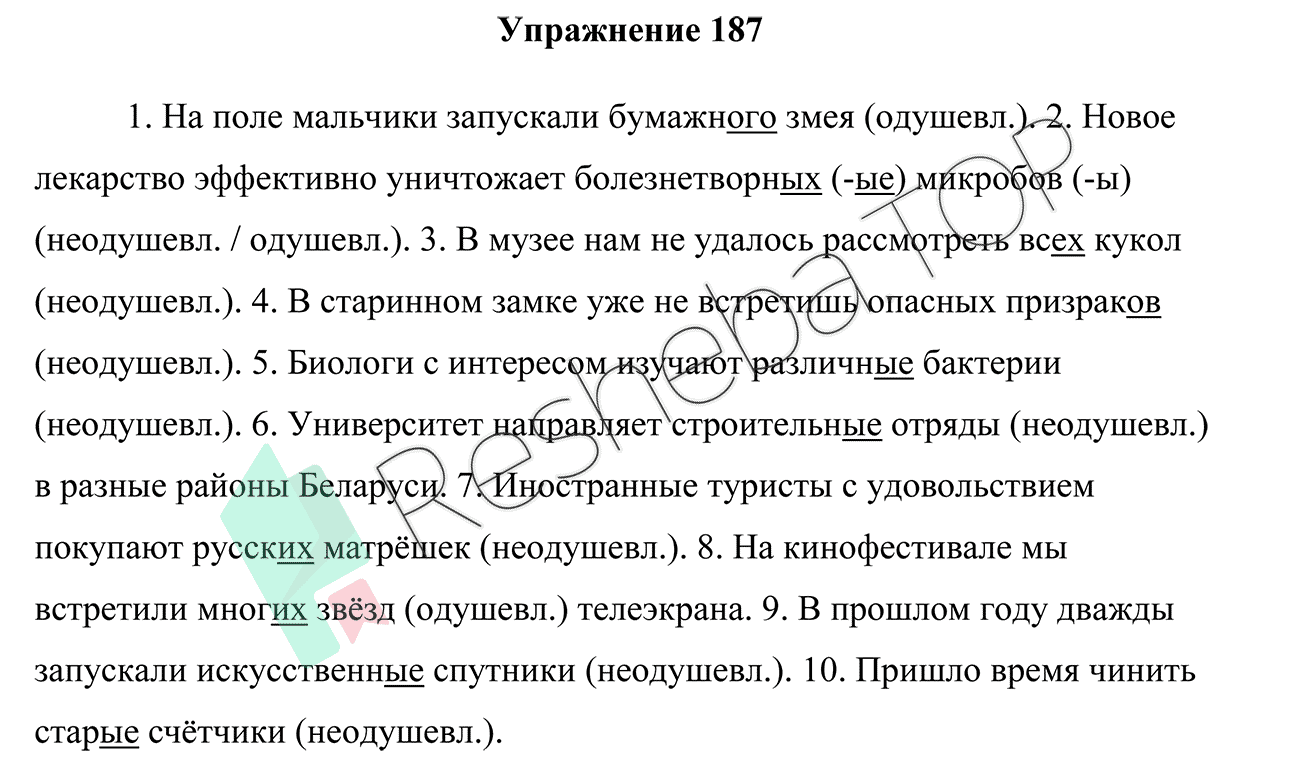 Упражнение 187
1. На поле мальчики запускали бумажного змея (одушевл.). 2. Новое
лекарство эффективно уничтожает болезнетворных (-ые) микробов (-ы)
(неодушевл. / одушевл.). 3. В музее нам не удалось рассмотреть всех кукол
(неодушевл.). 4. В старинном замке уже не встретишь опасных призраков
(неодушевл.). 5. Биологи с интересом изучают различные бактерии
(неодушевл.). 6. Университет направляет строительные отряды (неодушевл.)
в разные районы Беларуси. 7. Иностранные туристы с удовольствием
покупают русских матрёшек (неодушевл.). 8. На кинофестивале мы
встретили многих звёзд (одушевл.) телеэкрана. 9. В прошлом году дважды
запускали искусственные спутники (неодушевл.). 10. Пришло время чинить
старые счётчики (неодушевл.).
Resheba Top